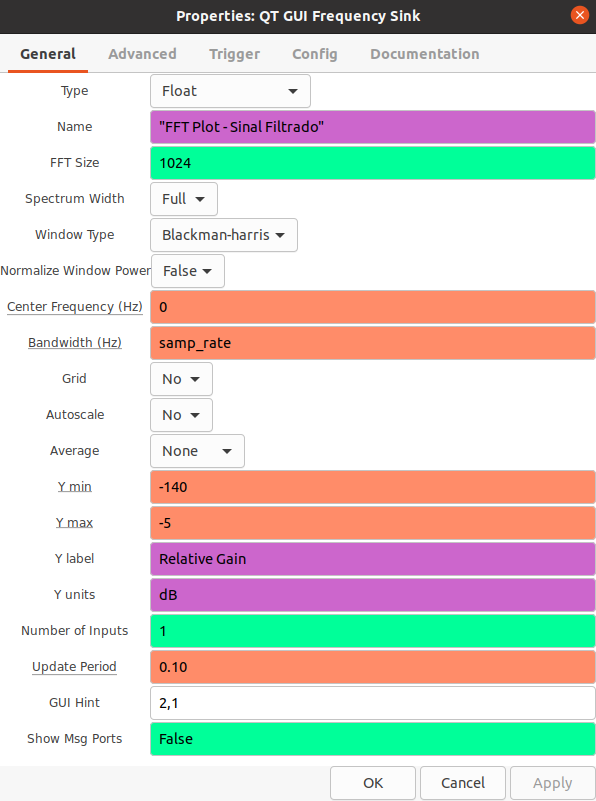 Properties: QT GUI Frequency Sink
General Advanced Trigger Config Documentation
Type Float
Name "FFT Plot - Sinal Filtrado"
FFT Size 1024
Spectrum Width Full
Window Type Blackman-harris
Normalize Window Power False
Center Frequency (Hz) 0
Bandwidth (Hz) samp_rate
Grid No
Autoscale No
Average None
Y min -140
Y max -5
Y label Relative Gain
Y units dB
Number of Inputs 1
Update Period 0.10
GUI Hint 2,1
Show Msg Ports False
OK Cancel Apply